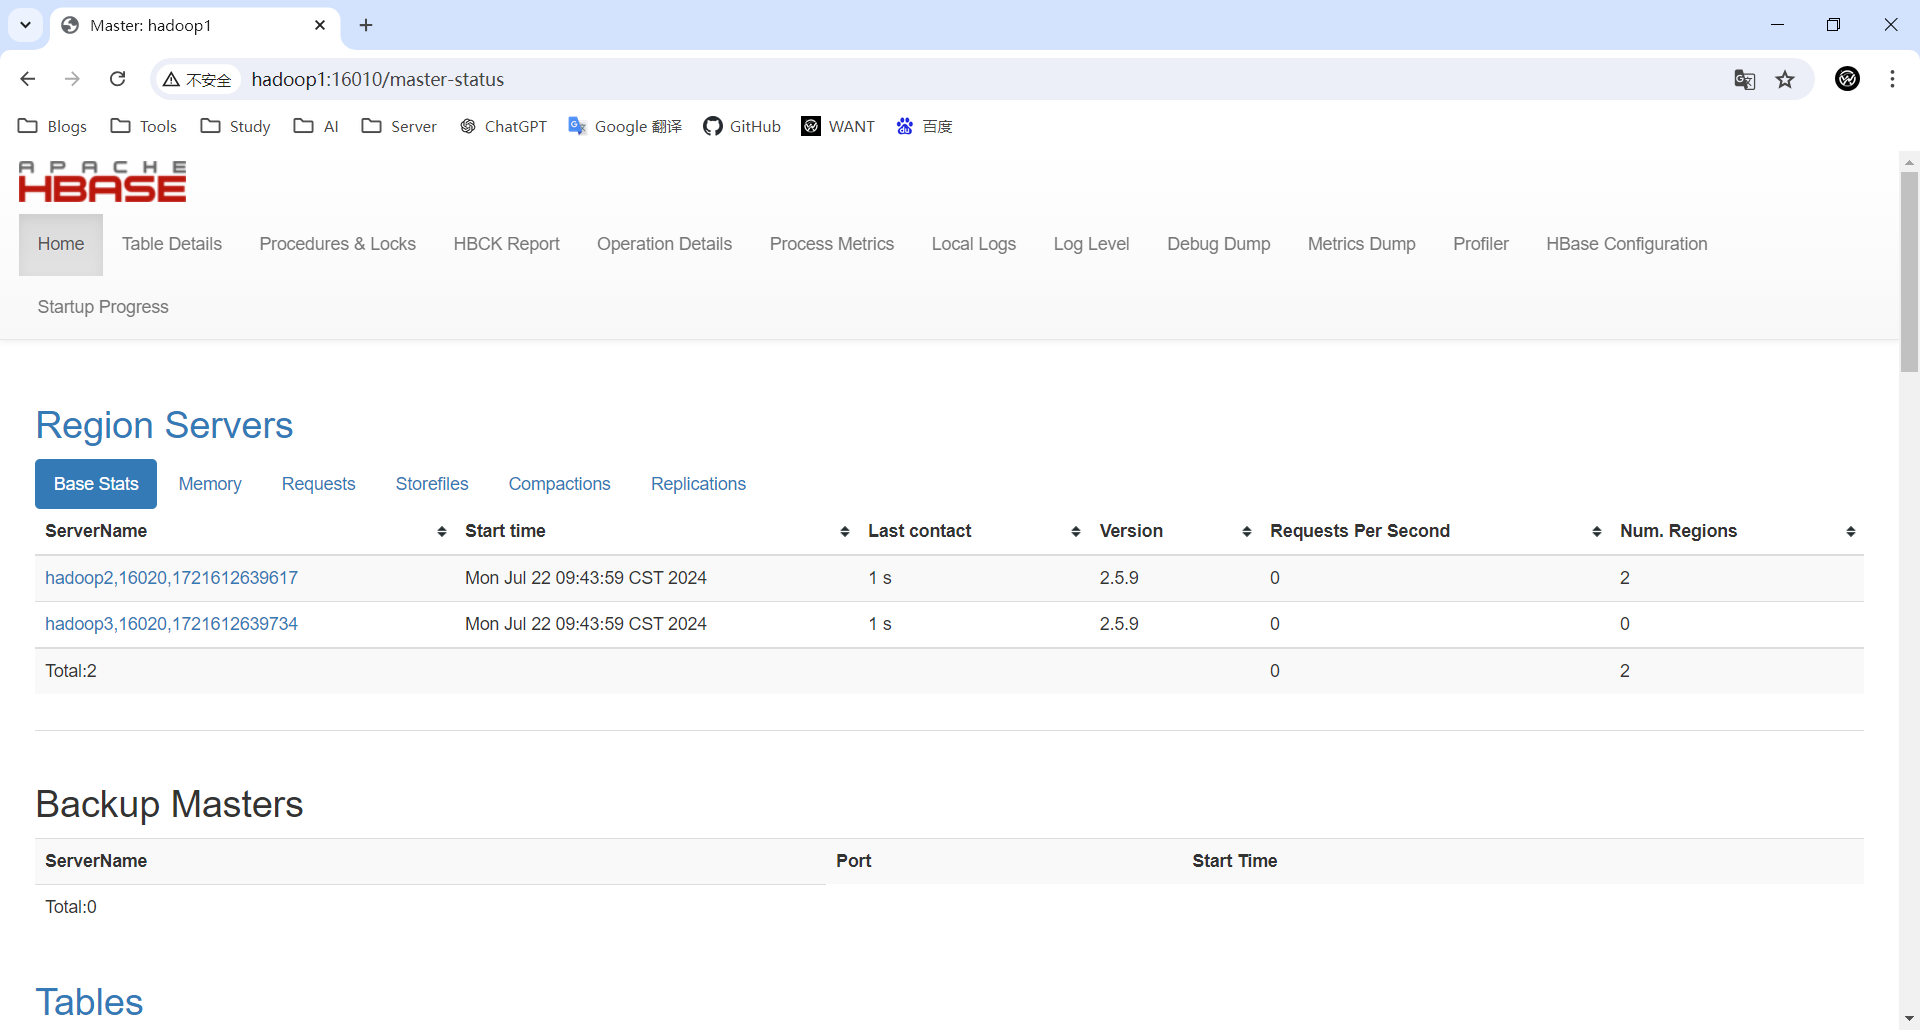 Master: hadoop1
不安全 hadoop1:16010/master-status
Blogs Tools Study AI Server ChatGPT Google 翻译 GitHub WANT 百度
APACHE
HBASE
Home Table Details Procedures & Locks HBCK Report Operation Details Process Metrics Local Logs Log Level Debug Dump Metrics Dump Profiler HBase Configuration
Startup Progress
Region Servers
Base Stats Memory Requests Storefiles Compactions Replications
ServerName Start time Last contact Version Requests Per Second Num. Regions
hadoop2,16020,1721612639617 Mon Jul 22 09:43:59 CST 2024 1 s 2.5.9 0 2
hadoop3,16020,1721612639734 Mon Jul 22 09:43:59 CST 2024 1 s 2.5.9 0 0
Total:2 0 2
Backup Masters
ServerName Port Start Time
Total:0
Tables